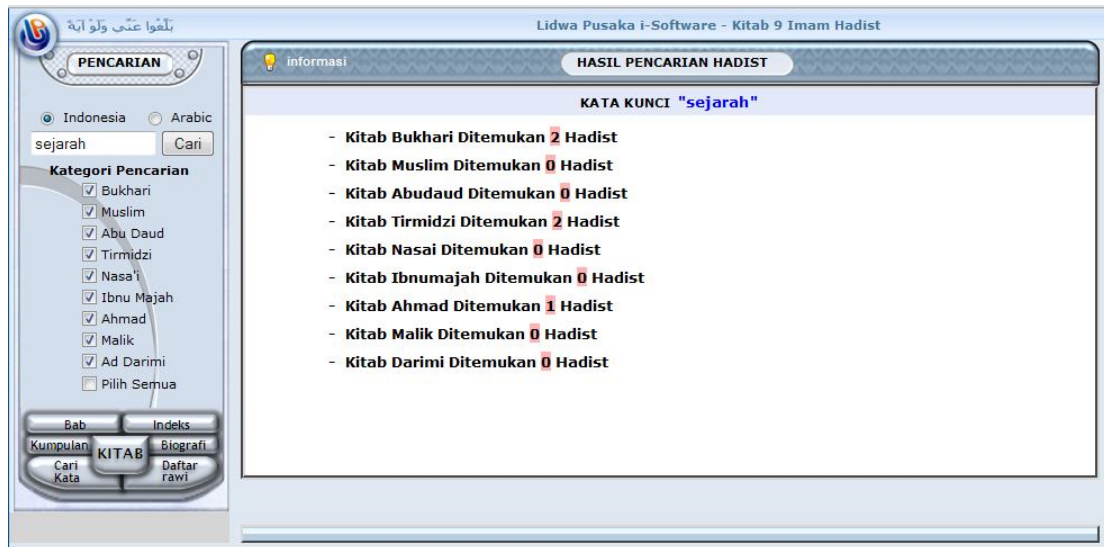 بَلِّغُوا عَنِّي وَلَوْ آيَةً
Lidwa Pusaka i-Software - Kitab 9 Imam Hadist
PENCARIAN
Indonesia Arabic
sejarah Cari
Kategori Pencarian
Bukhari
Muslim
Abu Daud
Tirmidzi
Nasa'i
Ibnu Majah
Ahmad
Malik
Ad Darimi
Pilih Semua
Bab Indeks
Kumpulan KITAB Biografi
Cari Kata Daftar rawi
informasi HASIL PENCARIAN HADIST
KATA KUNCI "sejarah"
- Kitab Bukhari Ditemukan 2 Hadist
- Kitab Muslim Ditemukan 0 Hadist
- Kitab Abudaud Ditemukan 0 Hadist
- Kitab Tirmidzi Ditemukan 2 Hadist
- Kitab Nasai Ditemukan 0 Hadist
- Kitab Ibnumajah Ditemukan 0 Hadist
- Kitab Ahmad Ditemukan 1 Hadist
- Kitab Malik Ditemukan 0 Hadist
- Kitab Darimi Ditemukan 0 Hadist